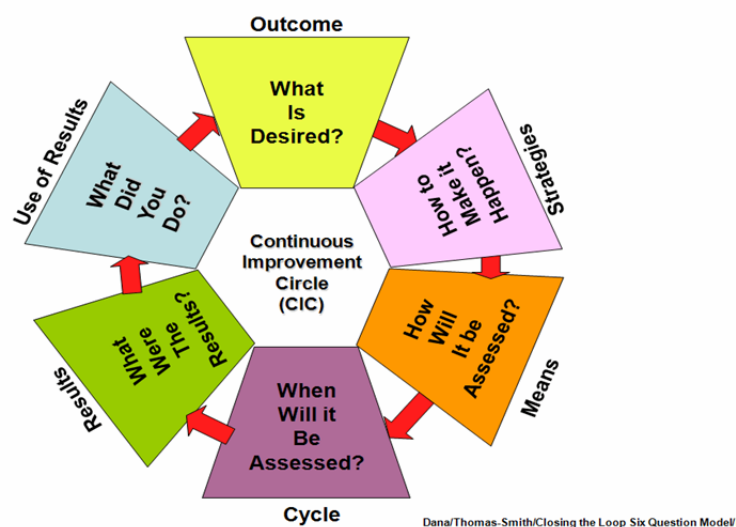 Outcome
What
Is
Desired?
Strategies
How to
Make it
Happen?
How
Will
It be
Assessed?
Means
When
Will it
Be
Assessed?
Cycle
What
Were
The
Results?
Results
What
Did
You
Do?
Use of Results
Continuous
Improvement
Circle
(CIC)
Dana/Thomas-Smith/Closing the Loop Six Question Model/